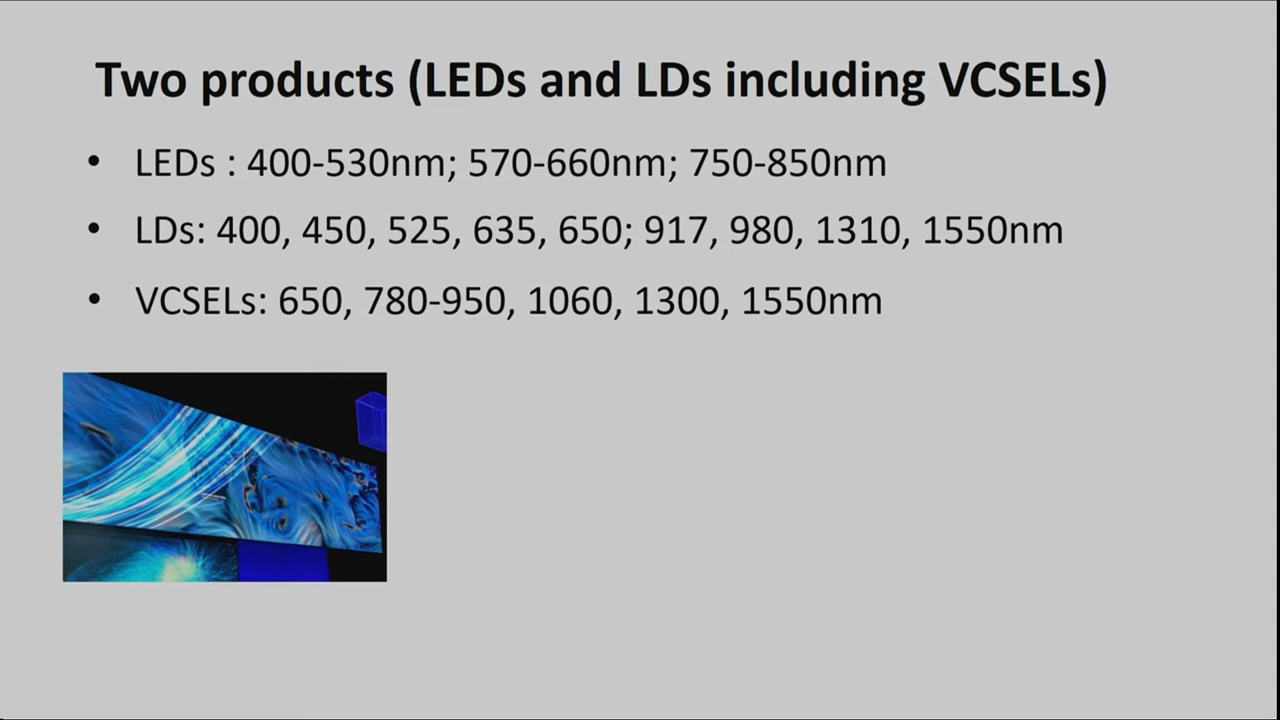 Two products (LEDs and LDs including VCSELs)
• LEDs : 400-530nm; 570-660nm; 750-850nm
• LDs: 400, 450, 525, 635, 650; 917, 980, 1310, 1550nm
• VCSELs: 650, 780-950, 1060, 1300, 1550nm